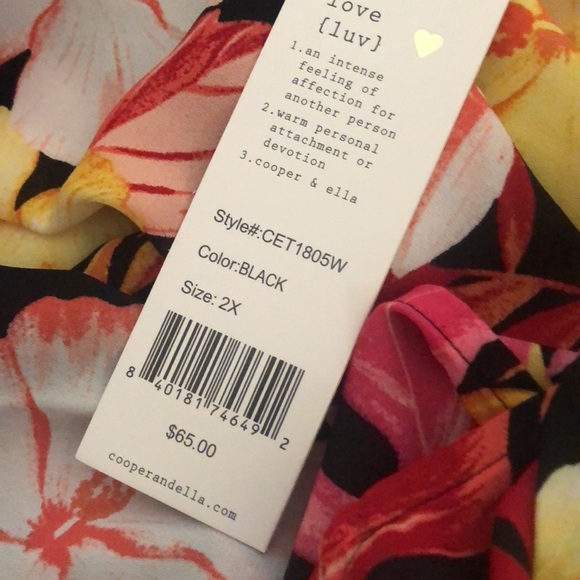 love
{luv}
1.an intense
feeling of
affection for
another person
2.warm personal
attachment or
devotion
3.cooper & ella
Style#:CET1805W
Color:BLACK
Size: 2X
8 40181 74649 2
$65.00
cooperandella.com